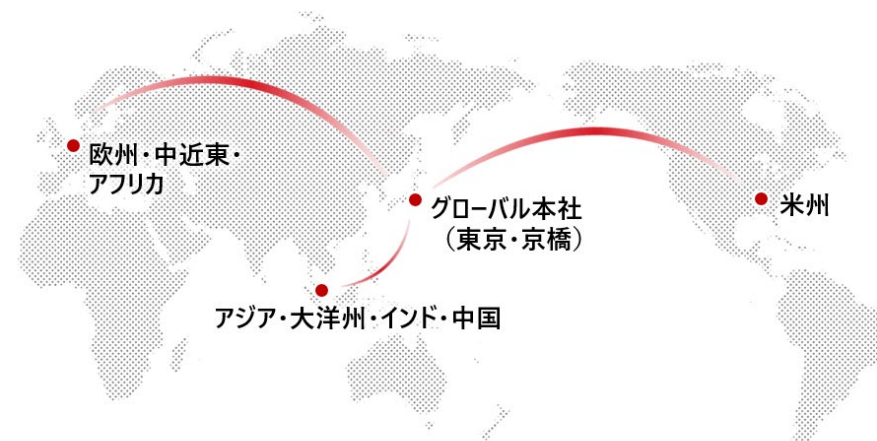 欧州・中近東・
アフリカ
グローバル本社
（東京・京橋）
米州
アジア・大洋州・インド・中国